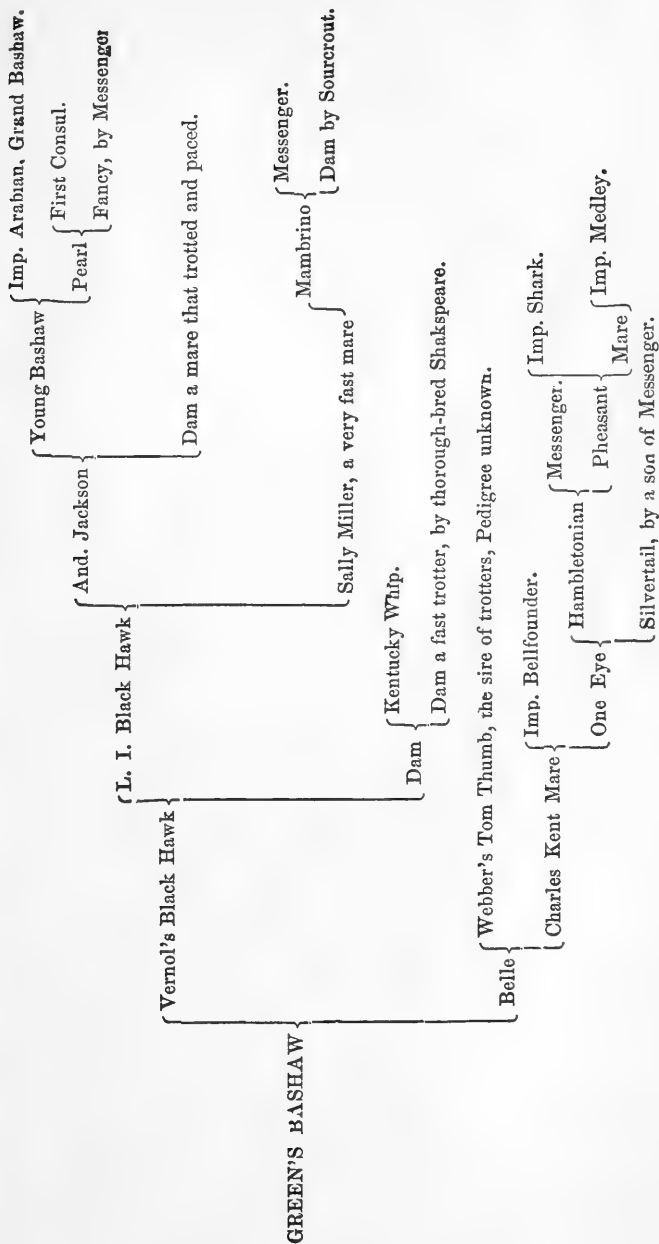 GREEN'S BASHAW
Vernol's Black Hawk
L. I. Black Hawk
And. Jackson
Young Bashaw
Imp. Arabian, Grand Bashaw.
Pearl
First Consul.
Fancy, by Messenger
Dam a mare that trotted and paced.
Sally Miller, a very fast mare
Mambrino
Messenger.
Dam by Sourcrout.
Dam
Kentucky Whip.
Dam a fast trotter, by thorough-bred Shakspeare.
Belle
Webber's Tom Thumb, the sire of trotters, Pedigree unknown.
Charles Kent Mare
Imp. Bellfounder.
One Eye
Hambletonian
Messenger.
Pheasant
Imp. Shark.
Mare
Imp. Medley.
Silvertail, by a son of Messenger.